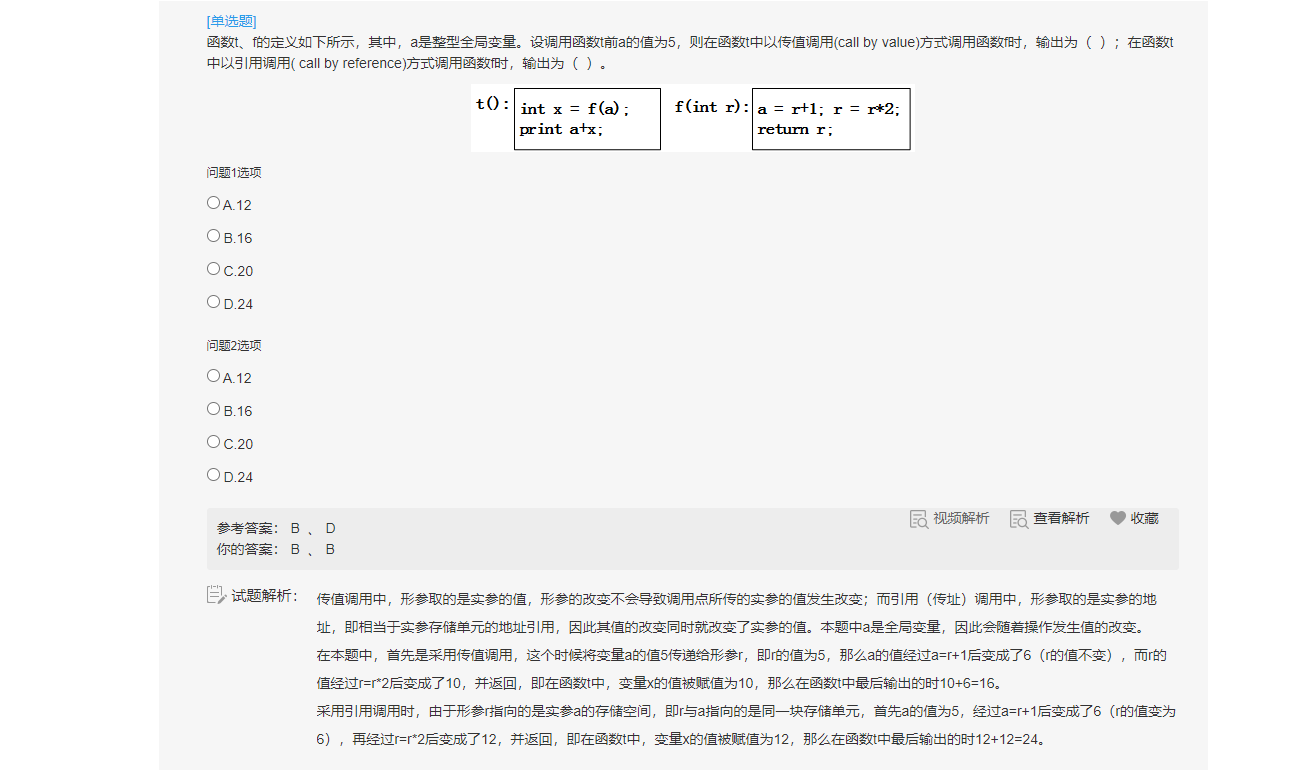 [单选题]
函数t、f的定义如下所示，其中，a是整型全局变量。设调用函数t前a的值为5，则在函数t中以传值调用(call by value)方式调用函数f时，输出为（ ）；在函数t
中以引用调用( call by reference)方式调用函数f时，输出为（ ）。
t():
int x = f(a);
print a+x;
f(int r):
a = r+1; r = r*2;
return r;
问题1选项
A.12
B.16
C.20
D.24
问题2选项
A.12
B.16
C.20
D.24
参考答案： B 、 D
视频解析 查看解析 收藏
你的答案： B 、 B
试题解析：
传值调用中，形参取的是实参的值，形参的改变不会导致调用点所传的实参的值发生改变；而引用（传址）调用中，形参取的是实参的地
址，即相当于实参存储单元的地址引用，因此其值的改变同时就改变了实参的值。本题中a是全局变量，因此会随着操作发生值的改变。
在本题中，首先是采用传值调用，这个时候将变量a的值5传递给形参r，即r的值为5，那么a的值经过a=r+1后变成了6（r的值不变），而r的
值经过r=r*2后变成了10，并返回，即在函数t中，变量x的值被赋值为10，那么在函数t中最后输出的时10+6=16。
采用引用调用时，由于形参r指向的是实参a的存储空间，即r与a指向的是同一块存储单元，首先a的值为5，经过a=r+1后变成了6（r的值变为
6），再经过r=r*2后变成了12，并返回，即在函数t中，变量x的值被赋值为12，那么在函数t中最后输出的时12+12=24。